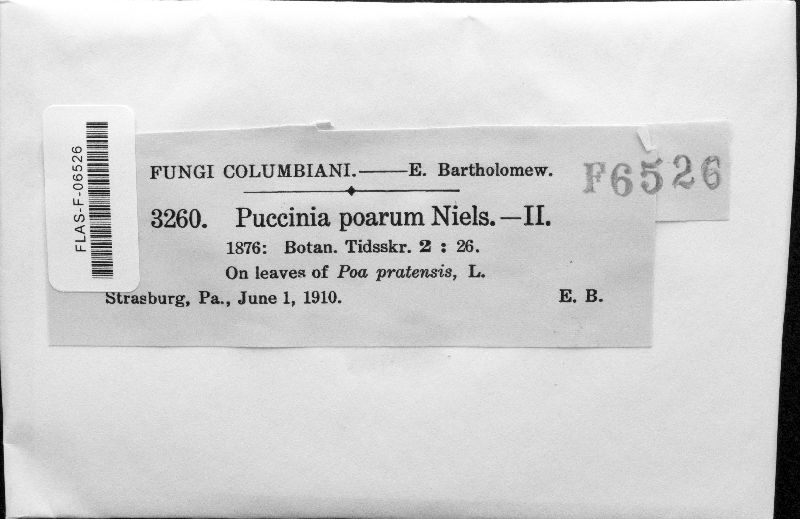 FUNGI COLUMBIANI.——E. Bartholomew.
F6526
3260. Puccinia poarum Niels.—II.
1876: Botan. Tidsskr. 2 : 26.
On leaves of Poa pratensis, L.
Strasburg, Pa., June 1, 1910. E. B.
FLAS-F-06526